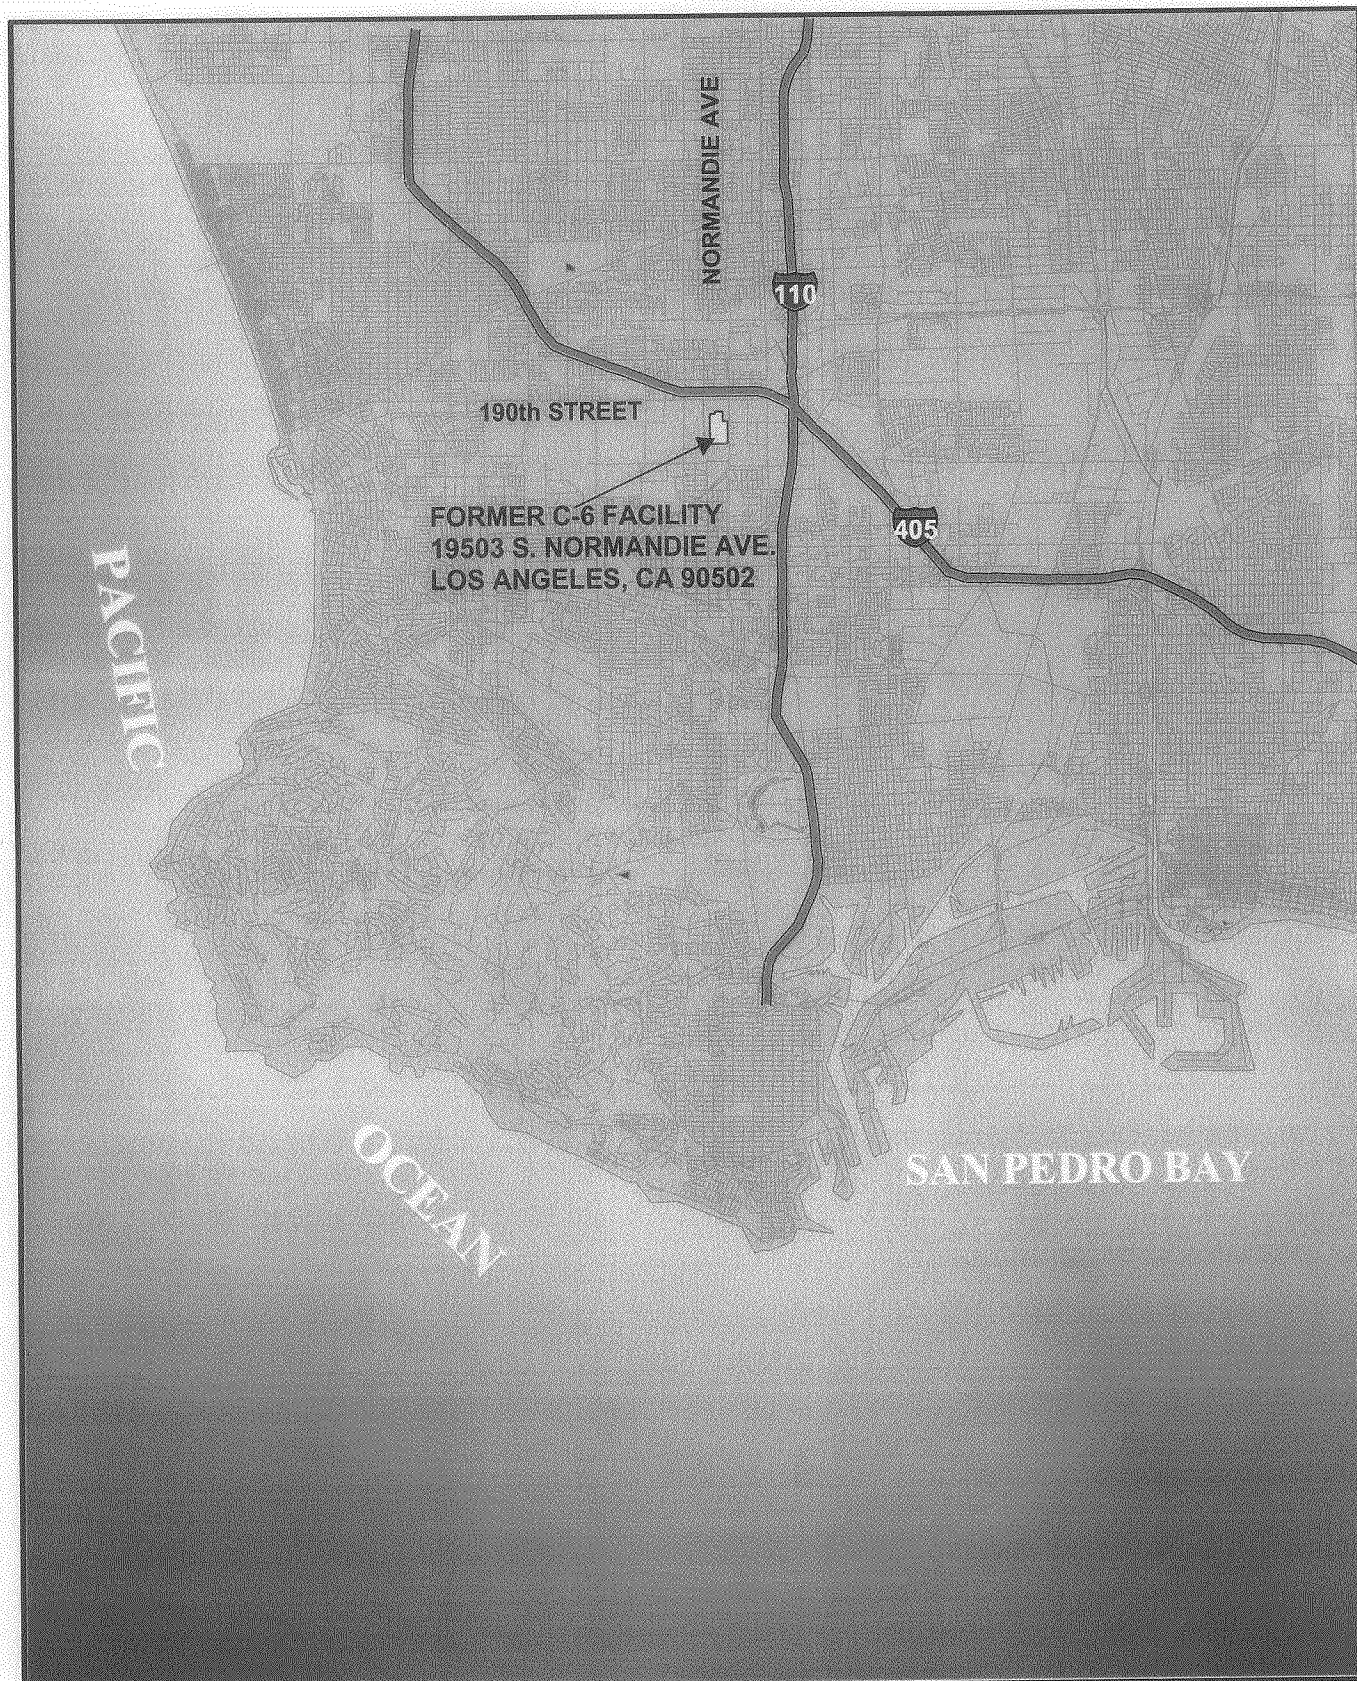 NORMANDIE AVE
110
190th STREET
FORMER C-6 FACILITY
19503 S. NORMANDIE AVE.
LOS ANGELES, CA 90502
405
PACIFIC
OCEAN
SAN PEDRO BAY